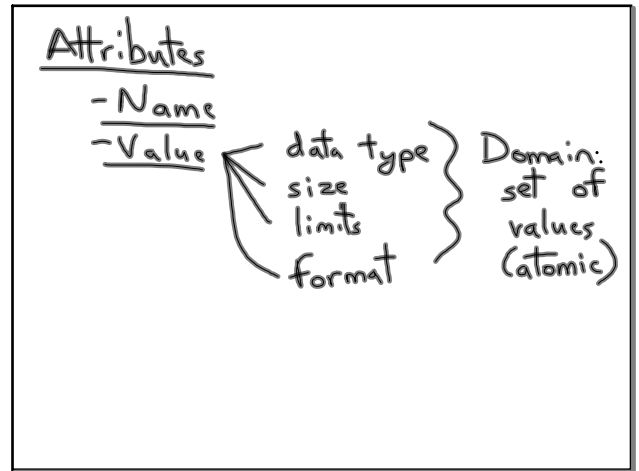 Attributes
- Name
- Value
data type
size
limits
format
Domain:
set of
values
(atomic)